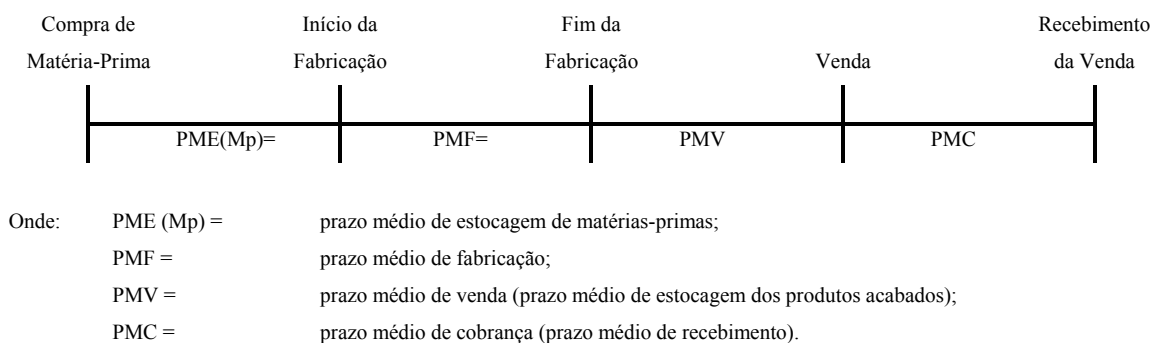 Compra de Início da Fim da Recebimento
Matéria-Prima Fabricação Fabricação Venda da Venda
PME(Mp)= PMF= PMV PMC
Onde: PME (Mp) = prazo médio de estocagem de matérias-primas;
PMF = prazo médio de fabricação;
PMV = prazo médio de venda (prazo médio de estocagem dos produtos acabados);
PMC = prazo médio de cobrança (prazo médio de recebimento).